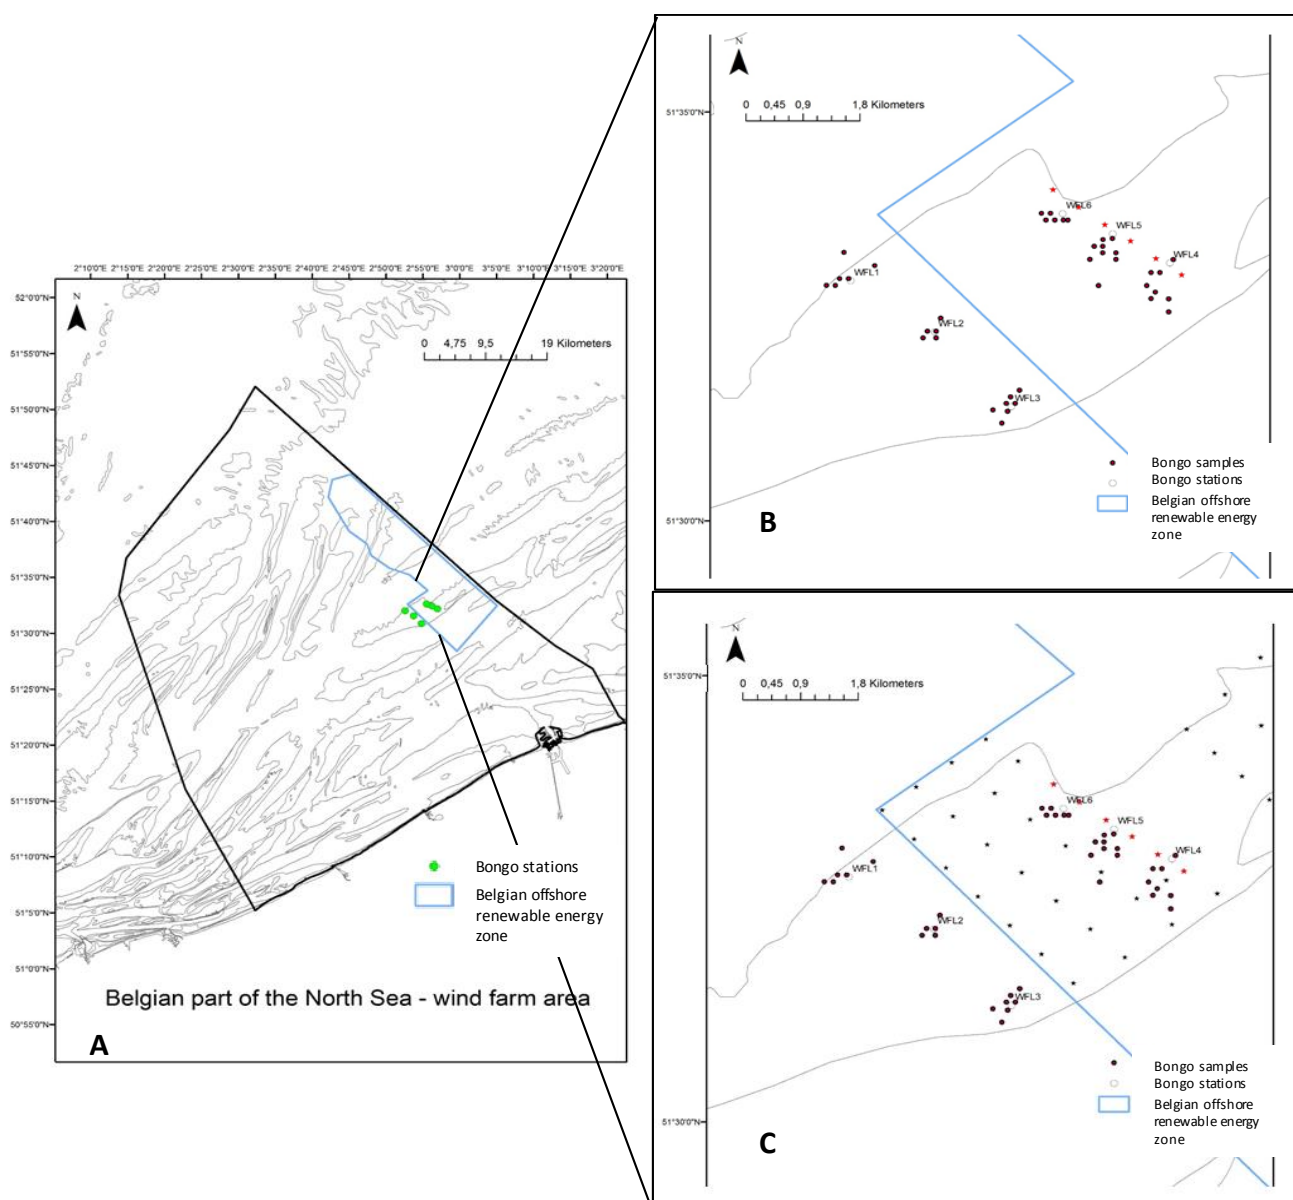 2°10'0"E 2°15'0"E 2°20'0"E 2°25'0"E 2°30'0"E 2°35'0"E 2°40'0"E 2°45'0"E 2°50'0"E 2°55'0"E 3°0'0"E 3°5'0"E 3°10'0"E 3°15'0"E 3°20'0"E
52°0'0"N
51°55'0"N
51°50'0"N
51°45'0"N
51°40'0"N
51°35'0"N
51°30'0"N
51°25'0"N
51°20'0"N
51°15'0"N
51°10'0"N
51°5'0"N
51°0'0"N
50°55'0"N
N
0 4,75 9,5 19 Kilometers
Bongo stations
Belgian offshore
renewable energy
zone
Belgian part of the North Sea - wind farm area
A
N
0 0,45 0,9 1,8 Kilometers
51°35'0"N
WFL6
WFL5
WFL4
WFL1
WFL2
WFL3
Bongo samples
Bongo stations
Belgian offshore
renewable energy
zone
51°30'0"N
B
N
0 0,45 0,9 1,8 Kilometers
51°35'0"N
WFL6
WFL5
WFL4
WFL1
WFL2
WFL3
Bongo samples
Bongo stations
Belgian offshore
renewable energy
zone
51°30'0"N
C